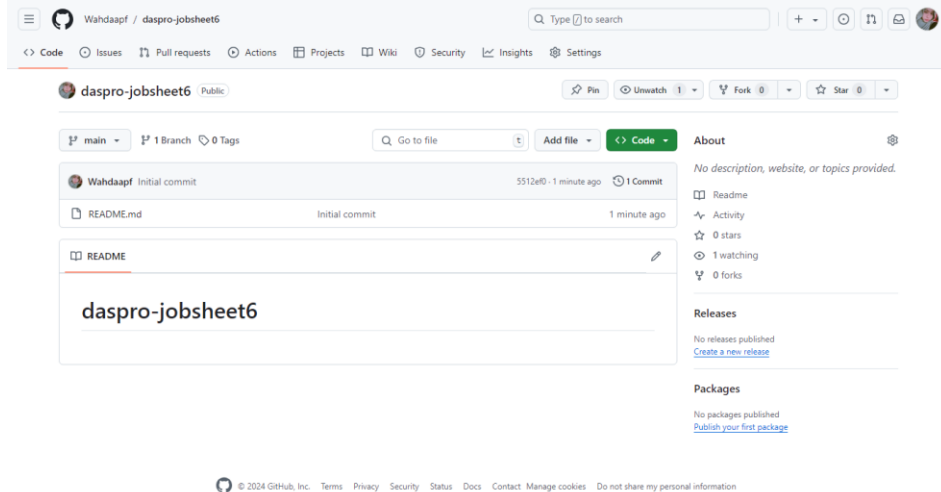 Wahdaapf / daspro-jobsheet6
Type / to search
Code Issues Pull requests Actions Projects Wiki Security Insights Settings
daspro-jobsheet6 Public
Pin Unwatch 1 Fork 0 Star 0
main 1 Branch 0 Tags Go to file t Add file Code
Wahdaapf Initial commit 5512ef0 · 1 minute ago 1 Commit
README.md Initial commit 1 minute ago
README
daspro-jobsheet6
About
No description, website, or topics provided.
Readme
Activity
0 stars
1 watching
0 forks
Releases
No releases published
Create a new release
Packages
No packages published
Publish your first package
© 2024 GitHub, Inc. Terms Privacy Security Status Docs Contact Manage cookies Do not share my personal information